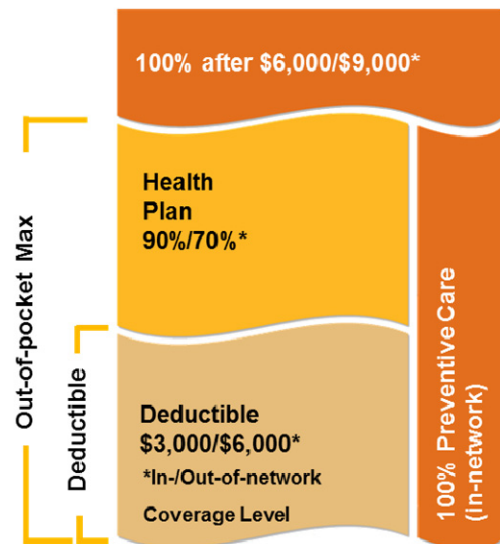 100% after $6,000/$9,000*
Health
Plan
90%/70%*
Deductible
$3,000/$6,000*
*In-/Out-of-network
Coverage Level
Out-of-pocket Max
Deductible
100% Preventive Care
(in-network)